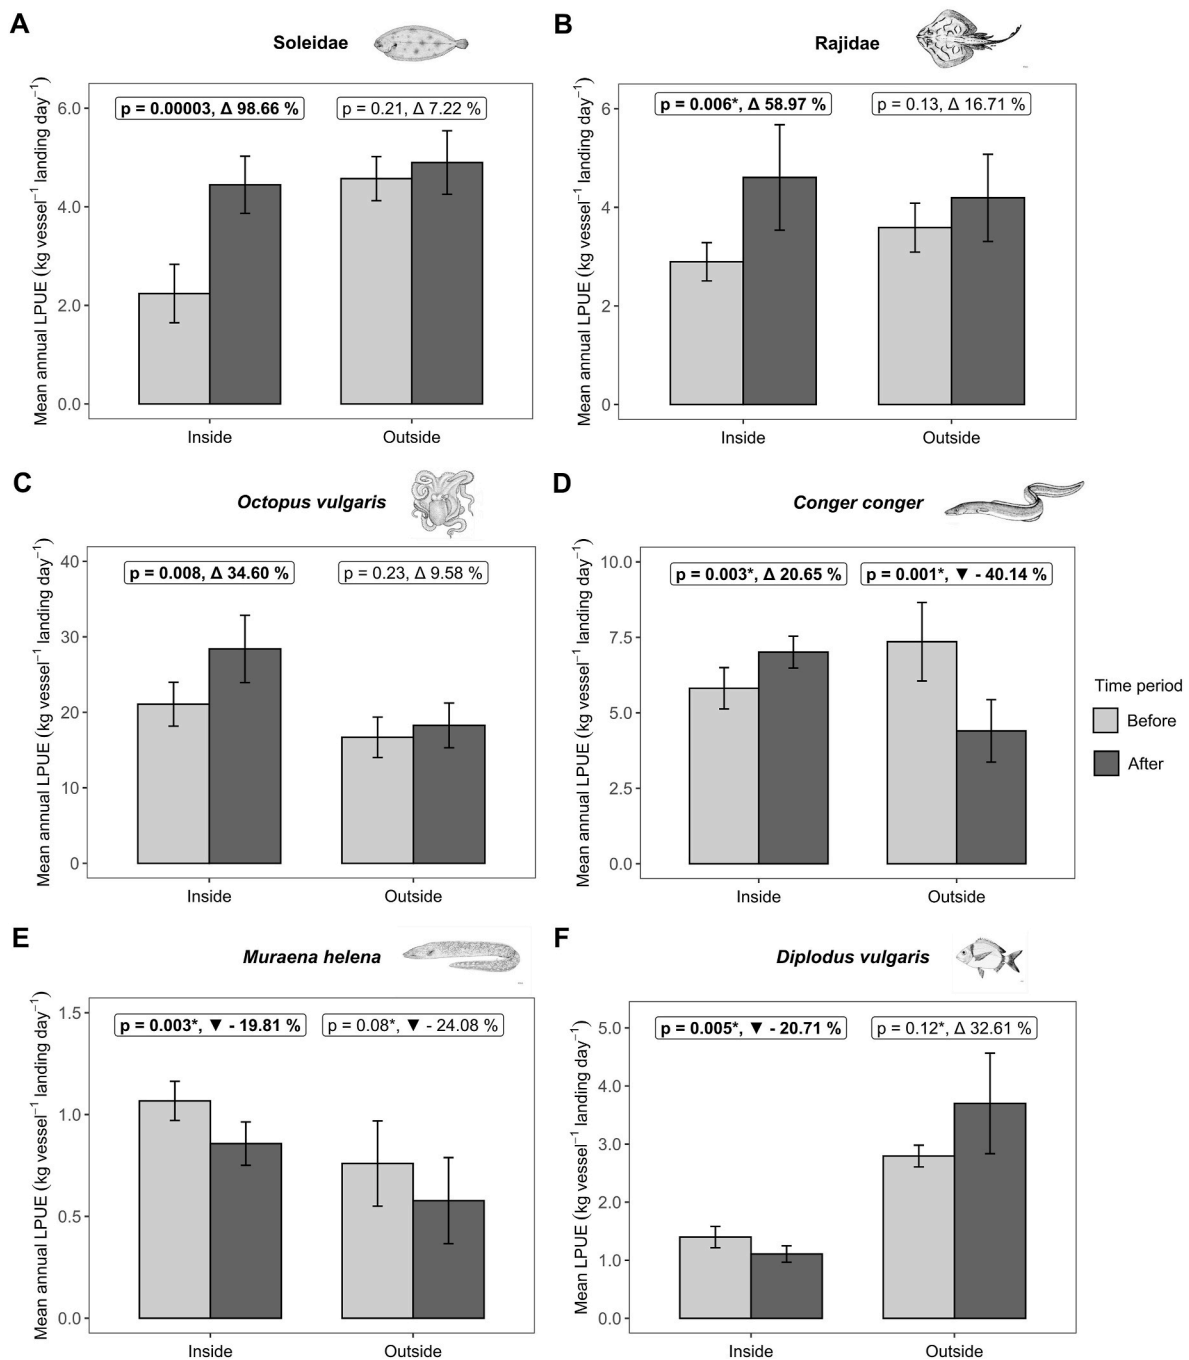 A
Soleidae
Mean annual LPUE (kg vessel⁻¹ landing day⁻¹)
6.0
4.0
2.0
0.0
p = 0.00003, Δ 98.66 %
p = 0.21, Δ 7.22 %
Inside
Outside
B
Rajidae
Mean annual LPUE (kg vessel⁻¹ landing day⁻¹)
6
4
2
0
p = 0.006*, Δ 58.97 %
p = 0.13, Δ 16.71 %
Inside
Outside
C
Octopus vulgaris
Mean annual LPUE (kg vessel⁻¹ landing day⁻¹)
40
30
20
10
0
p = 0.008, Δ 34.60 %
p = 0.23, Δ 9.58 %
Inside
Outside
D
Conger conger
Mean annual LPUE (kg vessel⁻¹ landing day⁻¹)
10.0
7.5
5.0
2.5
0.0
p = 0.003*, Δ 20.65 %
p = 0.001*, ▼ - 40.14 %
Inside
Outside
Time period
Before
After
E
Muraena helena
Mean annual LPUE (kg vessel⁻¹ landing day⁻¹)
1.5
1.0
0.5
0.0
p = 0.003*, ▼ - 19.81 %
p = 0.08*, ▼ - 24.08 %
Inside
Outside
F
Diplodus vulgaris
Mean LPUE (kg vessel⁻¹ landing day⁻¹)
5.0
4.0
3.0
2.0
1.0
0.0
p = 0.005*, ▼ - 20.71 %
p = 0.12*, Δ 32.61 %
Inside
Outside